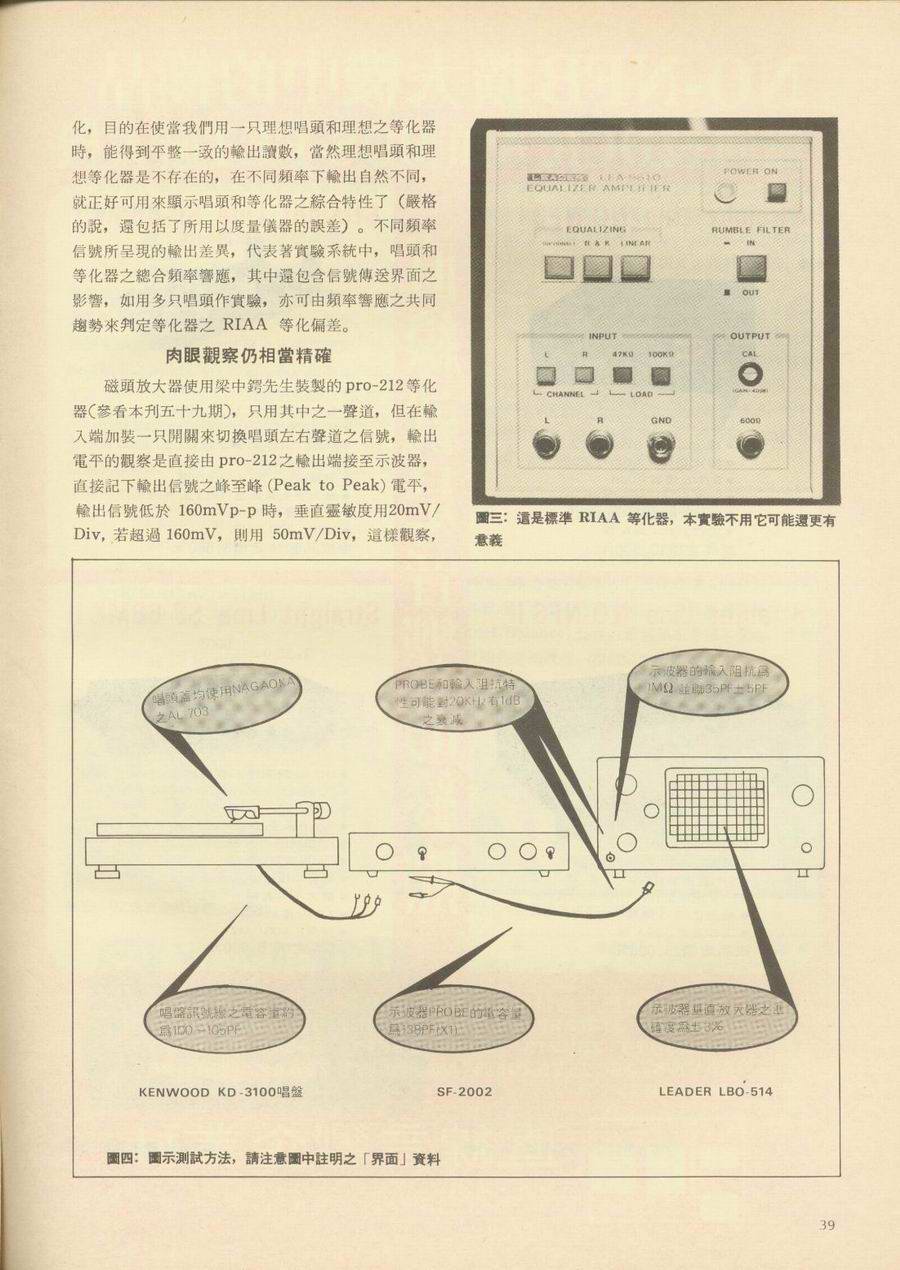 化，目的在使當我們用一只理想唱頭和理想之等化器
時，能得到平整一致的輸出讀數，當然理想唱頭和理
想等化器是不存在的，在不同頻率下輸出自然不同，
就正好可用來顯示唱頭和等化器之綜合特性了（嚴格
的說，還包括了所用以度量儀器的誤差）。不同頻率
信號所呈現的輸出差異，代表著實驗系統中，唱頭和
等化器之總合頻率響應，其中還包含信號傳送界面之
影響，如用多只唱頭作實驗，亦可由頻率響應之共同
趨勢來判定等化器之 RIAA 等化偏差。
肉眼觀察仍相當精確
磁頭放大器使用梁中鍔先生裝製的 pro-212 等化
器(參看本刋五十九期)，只用其中之一聲道，但在輸
入端加裝一只開關來切換唱頭左右聲道之信號，輸出
電平的觀察是直接由 pro-212 之輸出端接至示波器，
直接記下輸出信號之峰至峰 (Peak to Peak) 電平，
輸出信號低於 160mVp-p 時，垂直靈敏度用20mV/
Div, 若超過 160mV，則用 50mV/Div，這樣觀察，
LEADER LEA-5510
EQUALIZER AMPLIFIER
POWER ON
EQUALIZING
R & K LINEAR
RUMBLE FILTER
IN
OUT
INPUT
L R 47KΩ 100KΩ
CHANNEL LOAD
L R GND
OUTPUT
CAL
(GAIN: 40dB)
600Ω
圖三：這是標準 RIAA 等化器，本實驗不用它可能還更有
意義
唱頭蓋均使用NAGAOKA
之AL 703
PROBE和輸入阻抗特
性可能對20KHz有1dB
之衰減
示波器的輸入阻抗爲
1MΩ 並聯35PF±5PF
唱盤訊號線之電容量約
爲100～105PF
示波器PROBE的電容量
爲138PF(X1)
示波器垂直放大器之準
確度爲±3%
KENWOOD KD-3100唱盤
SF-2002
LEADER LBO-514
圖四：圖示測試方法，請注意圖中註明之「界面」資料
39